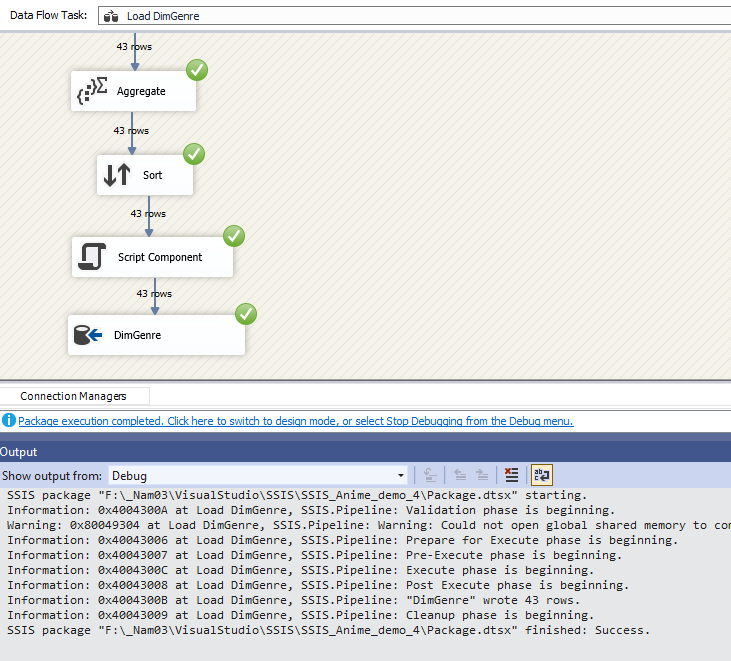 Data Flow Task: Load DimGenre
43 rows
Aggregate
43 rows
Sort
43 rows
Script Component
43 rows
DimGenre
Connection Managers
Package execution completed. Click here to switch to design mode, or select Stop Debugging from the Debug menu.
Output
Show output from: Debug
SSIS package "F:\_Nam03\VisualStudio\SSIS\SSIS_Anime_demo_4\Package.dtsx" starting.
Information: 0x4004300A at Load DimGenre, SSIS.Pipeline: Validation phase is beginning.
Warning: 0x80049304 at Load DimGenre, SSIS.Pipeline: Warning: Could not open global shared memory to com
Information: 0x40043006 at Load DimGenre, SSIS.Pipeline: Prepare for Execute phase is beginning.
Information: 0x40043007 at Load DimGenre, SSIS.Pipeline: Pre-Execute phase is beginning.
Information: 0x4004300C at Load DimGenre, SSIS.Pipeline: Execute phase is beginning.
Information: 0x40043008 at Load DimGenre, SSIS.Pipeline: Post Execute phase is beginning.
Information: 0x4004300B at Load DimGenre, SSIS.Pipeline: "DimGenre" wrote 43 rows.
Information: 0x40043009 at Load DimGenre, SSIS.Pipeline: Cleanup phase is beginning.
SSIS package "F:\_Nam03\VisualStudio\SSIS\SSIS_Anime_demo_4\Package.dtsx" finished: Success.